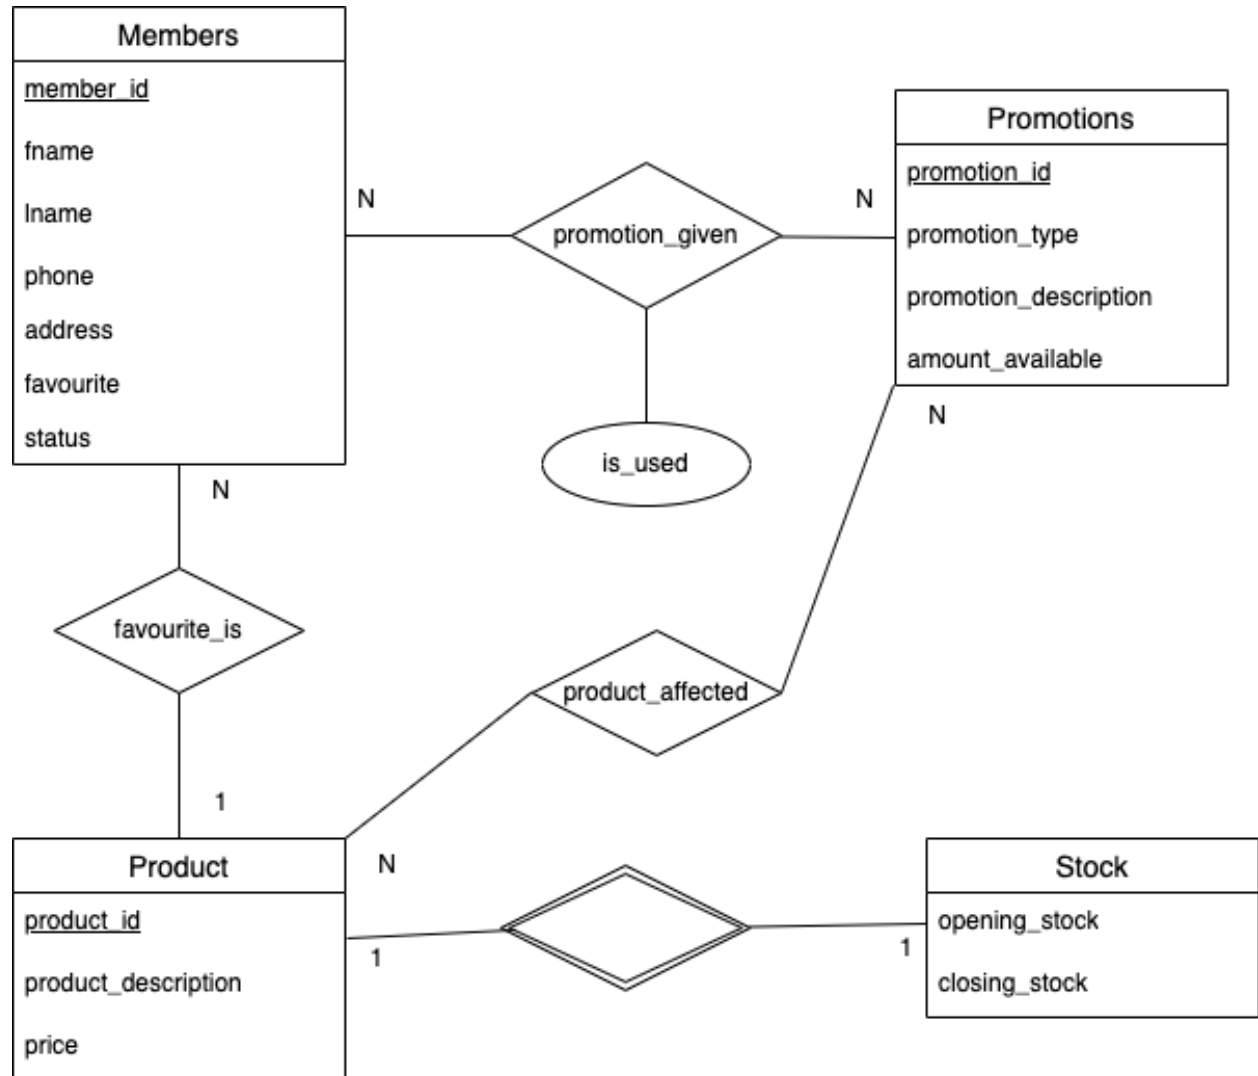 Members
member_id
fname
lname
phone
address
favourite
status
N
promotion_given
N
Promotions
promotion_id
promotion_type
promotion_description
amount_available
is_used
N
N
favourite_is
product_affected
1
Product
product_id
product_description
price
N
1
1
Stock
opening_stock
closing_stock